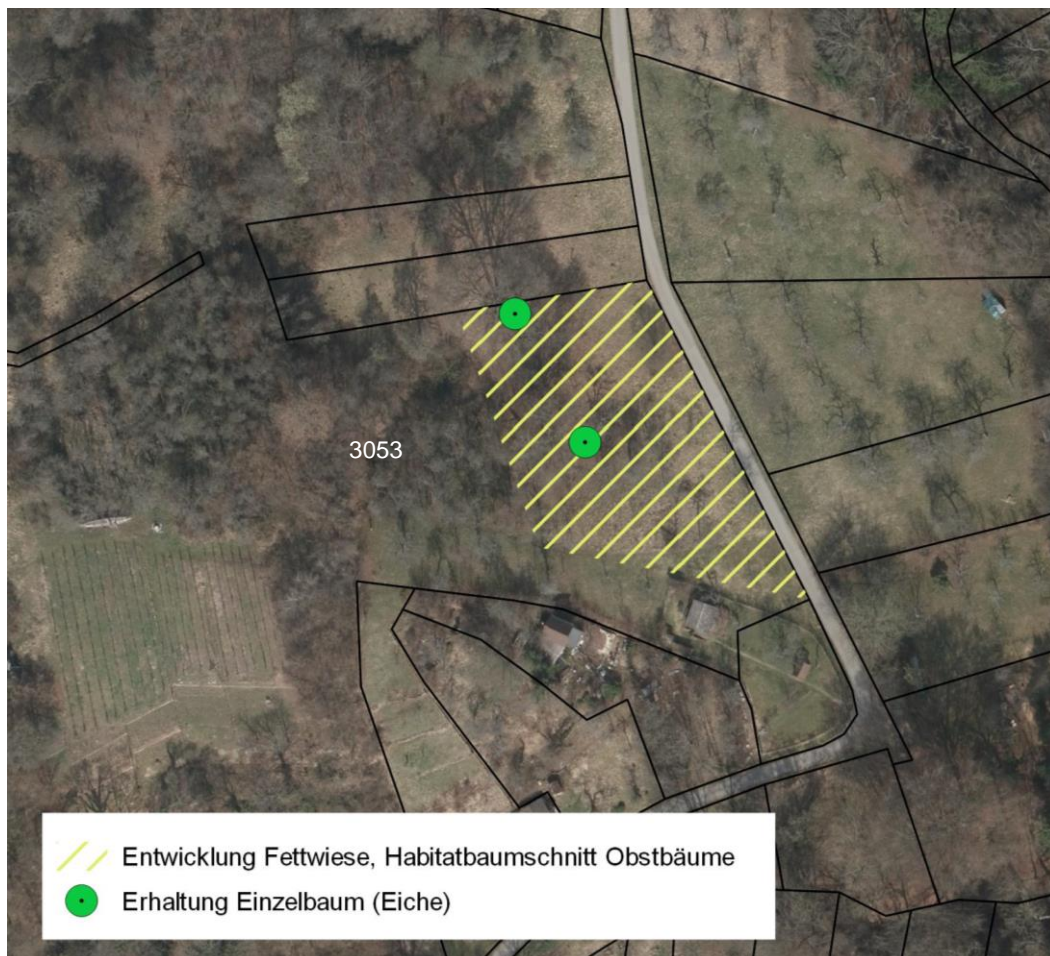 3053
Entwicklung Fettwiese, Habitatbaumschnitt Obstbäume
Erhaltung Einzelbaum (Eiche)